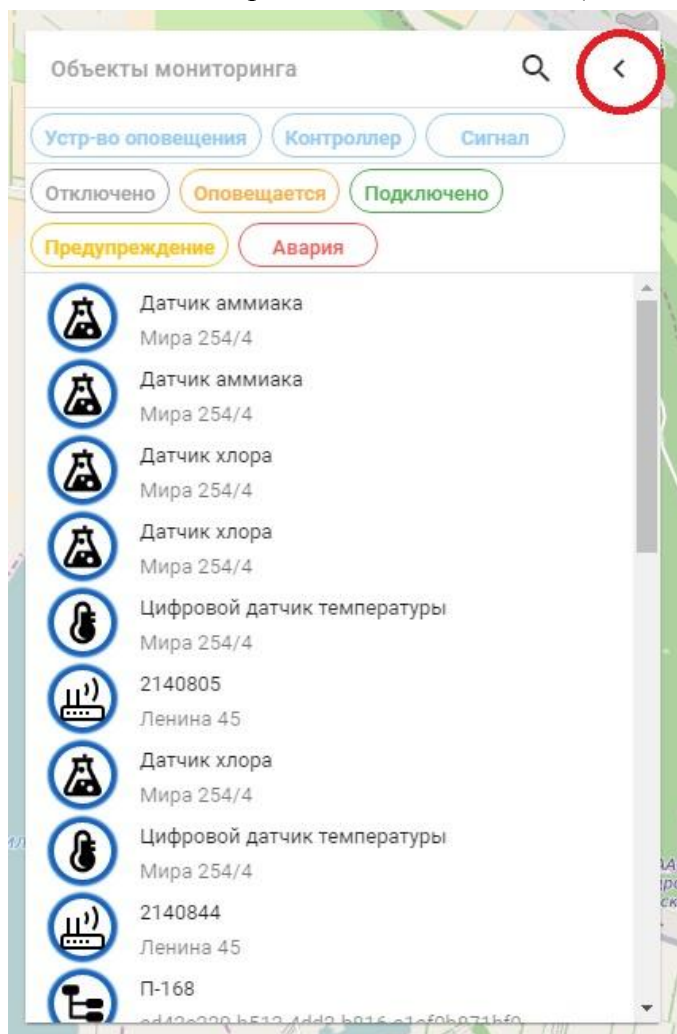 Объекты мониторинга
Устр-во оповещения Контроллер Сигнал
Отключено Оповещается Подключено
Предупреждение Авария
Датчик аммиака
Мира 254/4
Датчик аммиака
Мира 254/4
Датчик хлора
Мира 254/4
Датчик хлора
Мира 254/4
Цифровой датчик температуры
Мира 254/4
2140805
Ленина 45
Датчик хлора
Мира 254/4
Цифровой датчик температуры
Мира 254/4
2140844
Ленина 45
П-168